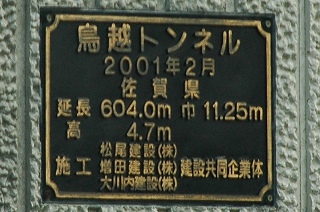 鳥越トンネル
2001年2月
佐賀県
延長 604.0m 巾 11.25m
高 4.7m
松尾建設(株)
施工 増田建設(株) 建設共同企業体
大川内建設(株)